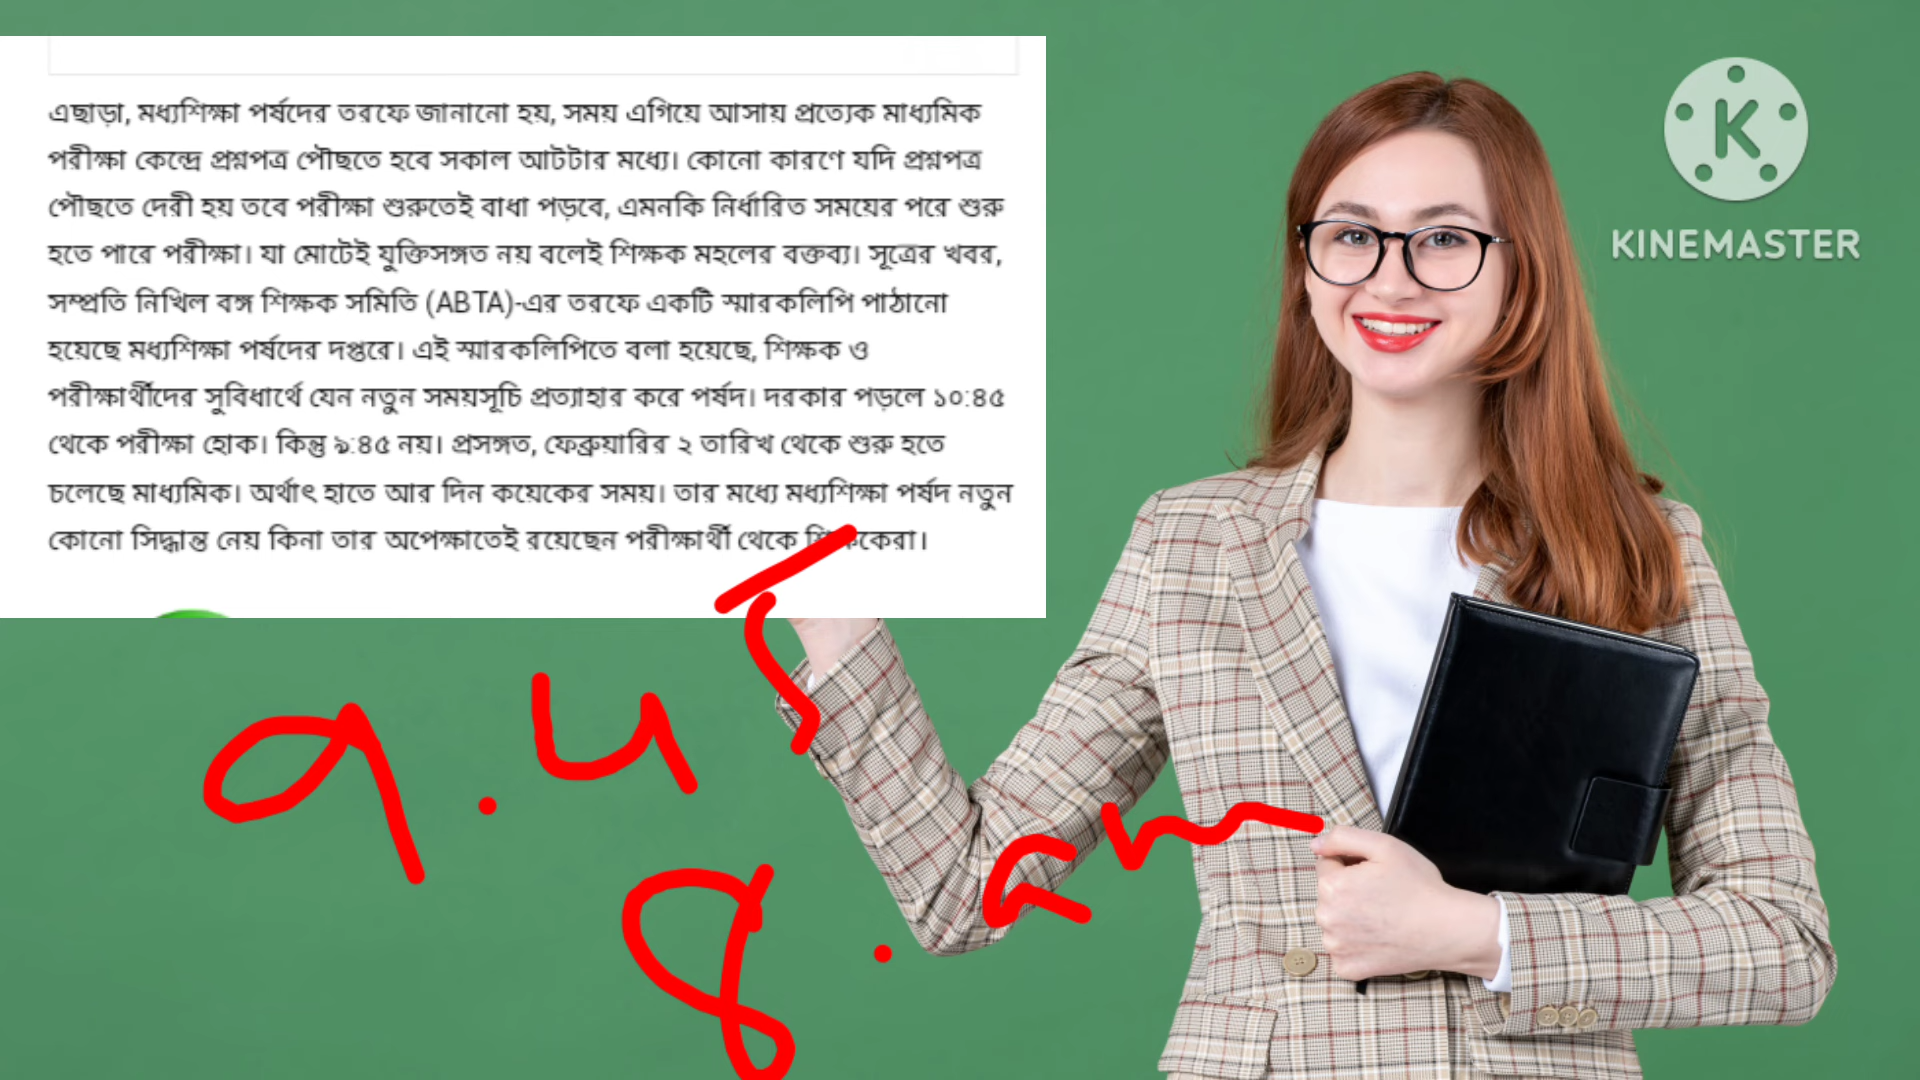 এছাড়া, মধ্যশিক্ষা পর্ষদের তরফে জানানো হয়, সময় এগিয়ে আসায় প্রত্যেক মাধ্যমিক
পরীক্ষা কেন্দ্রে প্রশ্নপত্র পৌছতে হবে সকাল আটটার মধ্যে। কোনো কারণে যদি প্রশ্নপত্র
পৌছতে দেরী হয় তবে পরীক্ষা শুরুতেই বাধা পড়বে, এমনকি নির্ধারিত সময়ের পরে শুরু
হতে পারে পরীক্ষা। যা মোটেই যুক্তিসঙ্গত নয় বলেই শিক্ষক মহলের বক্তব্য। সূত্রের খবর,
সম্প্রতি নিখিল বঙ্গ শিক্ষক সমিতি (ABTA)-এর তরফে একটি স্মারকলিপি পাঠানো
হয়েছে মধ্যশিক্ষা পর্ষদের দপ্তরে। এই স্মারকলিপিতে বলা হয়েছে, শিক্ষক ও
পরীক্ষার্থীদের সুবিধার্থে যেন নতুন সময়সূচি প্রত্যাহার করে পর্ষদ। দরকার পড়লে ১০:৪৫
থেকে পরীক্ষা হোক। কিন্তু ৯:৪৫ নয়। প্রসঙ্গত, ফেব্রুয়ারির ২ তারিখ থেকে শুরু হতে
চলেছে মাধ্যমিক। অর্থাৎ হাতে আর দিন কয়েকের সময়। তার মধ্যে মধ্যশিক্ষা পর্ষদ নতুন
কোনো সিদ্ধান্ত নেয় কিনা তার অপেক্ষাতেই রয়েছেন পরীক্ষার্থী থেকে শিক্ষকেরা।
9.45
8.am
K
KINEMASTER